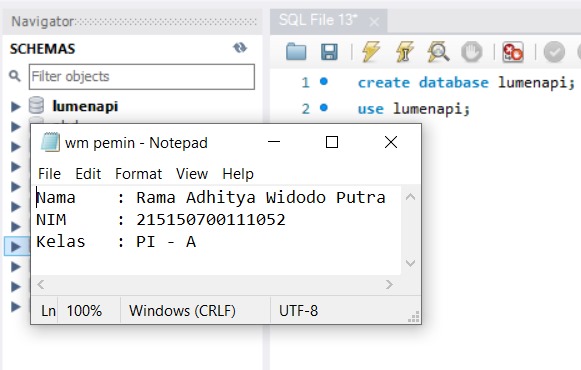 Navigator
SCHEMAS
Filter objects
lumenapi
SQL File 13*
1 create database lumenapi;
2 use lumenapi;
wm pemin - Notepad
File Edit Format View Help
Nama : Rama Adhitya Widodo Putra
NIM : 215150700111052
Kelas : PI - A
Ln 100% Windows (CRLF) UTF-8